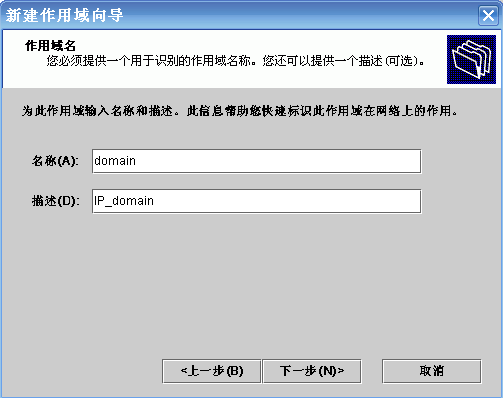 新建作用域向导
作用域名
您必须提供一个用于识别的作用域名称。您还可以提供一个描述(可选)。
为此作用域输入名称和描述。此信息帮助您快速标识此作用域在网络上的作用。
名称(A): domain
描述(D): IP_domain
<上一步(B) 下一步(N)> 取消